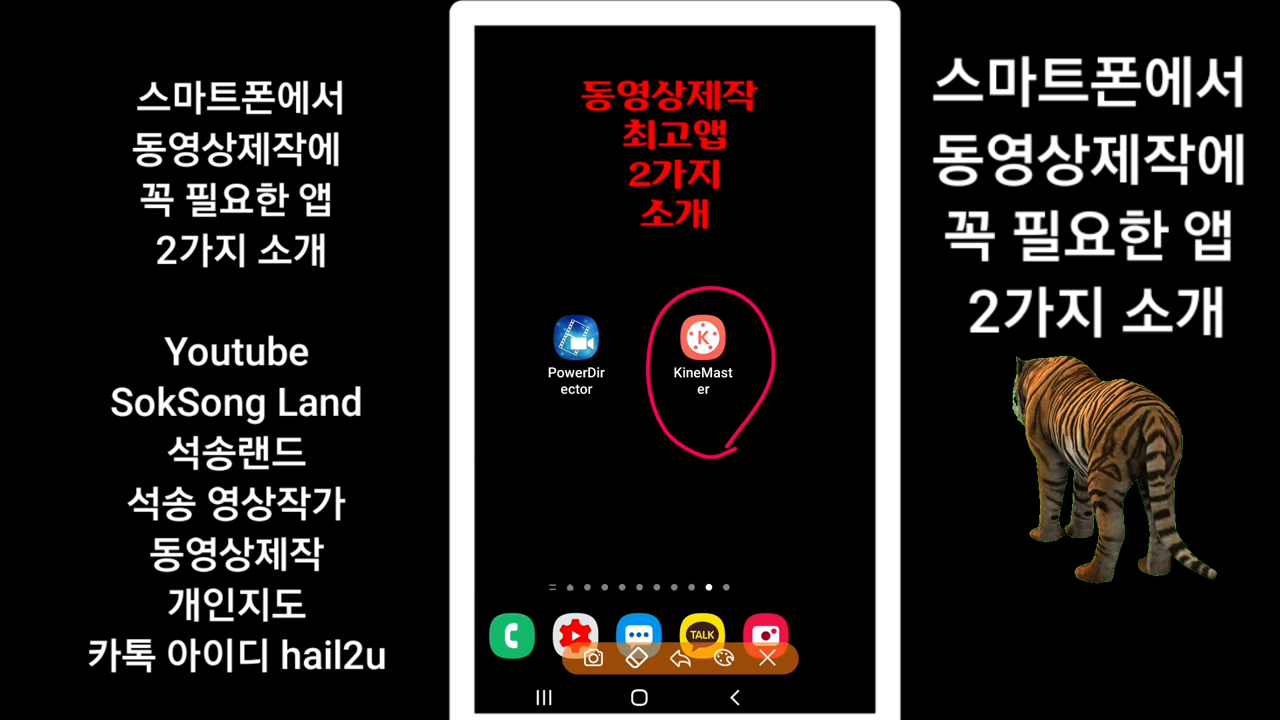 스마트폰에서
동영상제작에
꼭 필요한 앱
2가지 소개
Youtube
SokSong Land
석송랜드
석송 영상작가
동영상제작
개인지도
카톡 아이디 hail2u
동영상제작
최고앱
2가지
소개
PowerDir
ector
K
KineMast
er
TALK
스마트폰에서
동영상제작에
꼭 필요한 앱
2가지 소개